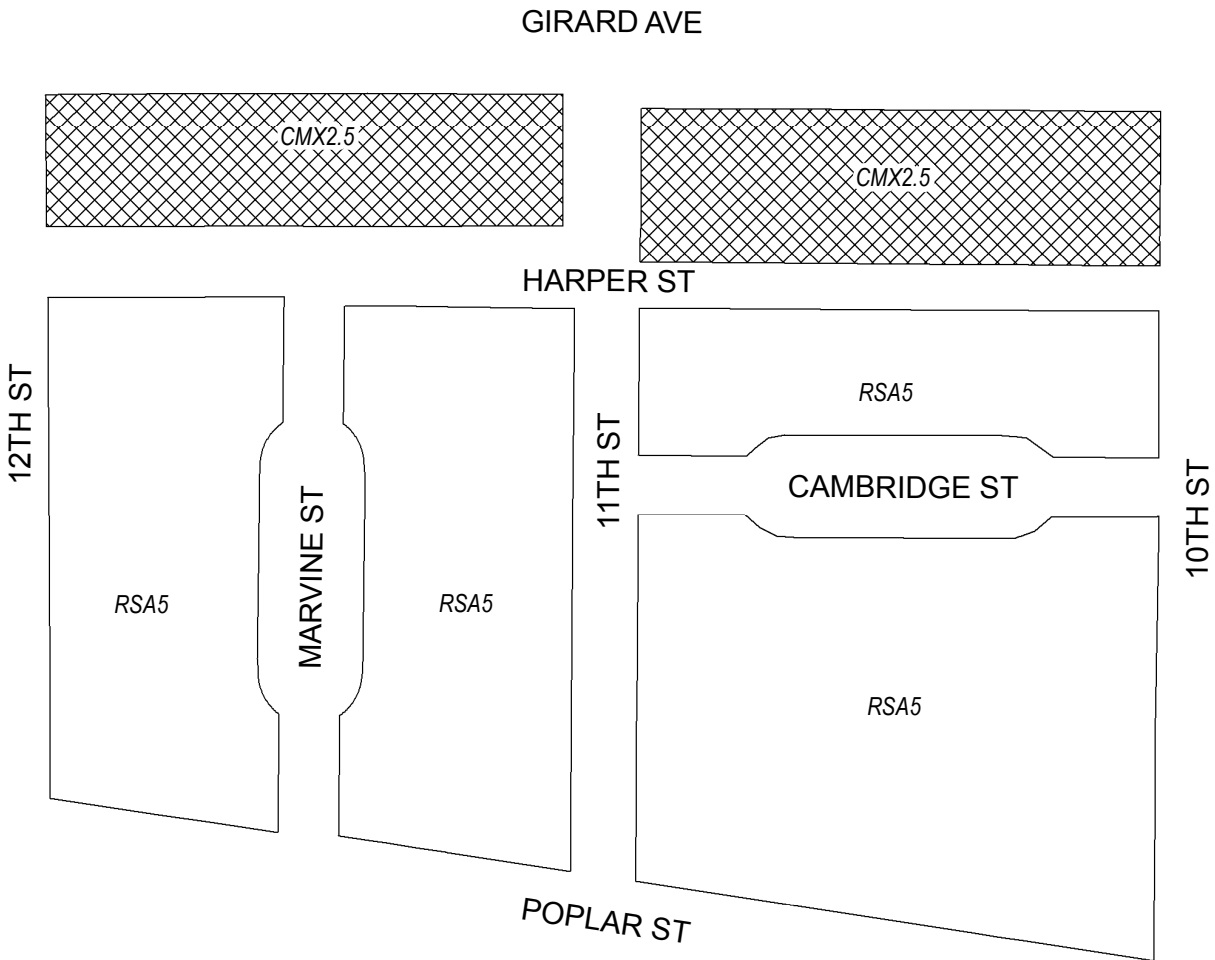 GIRARD AVE
CMX2.5
CMX2.5
HARPER ST
12TH ST
RSA5
11TH ST
CAMBRIDGE ST
10TH ST
MARVINE ST
RSA5
RSA5
RSA5
POPLAR ST